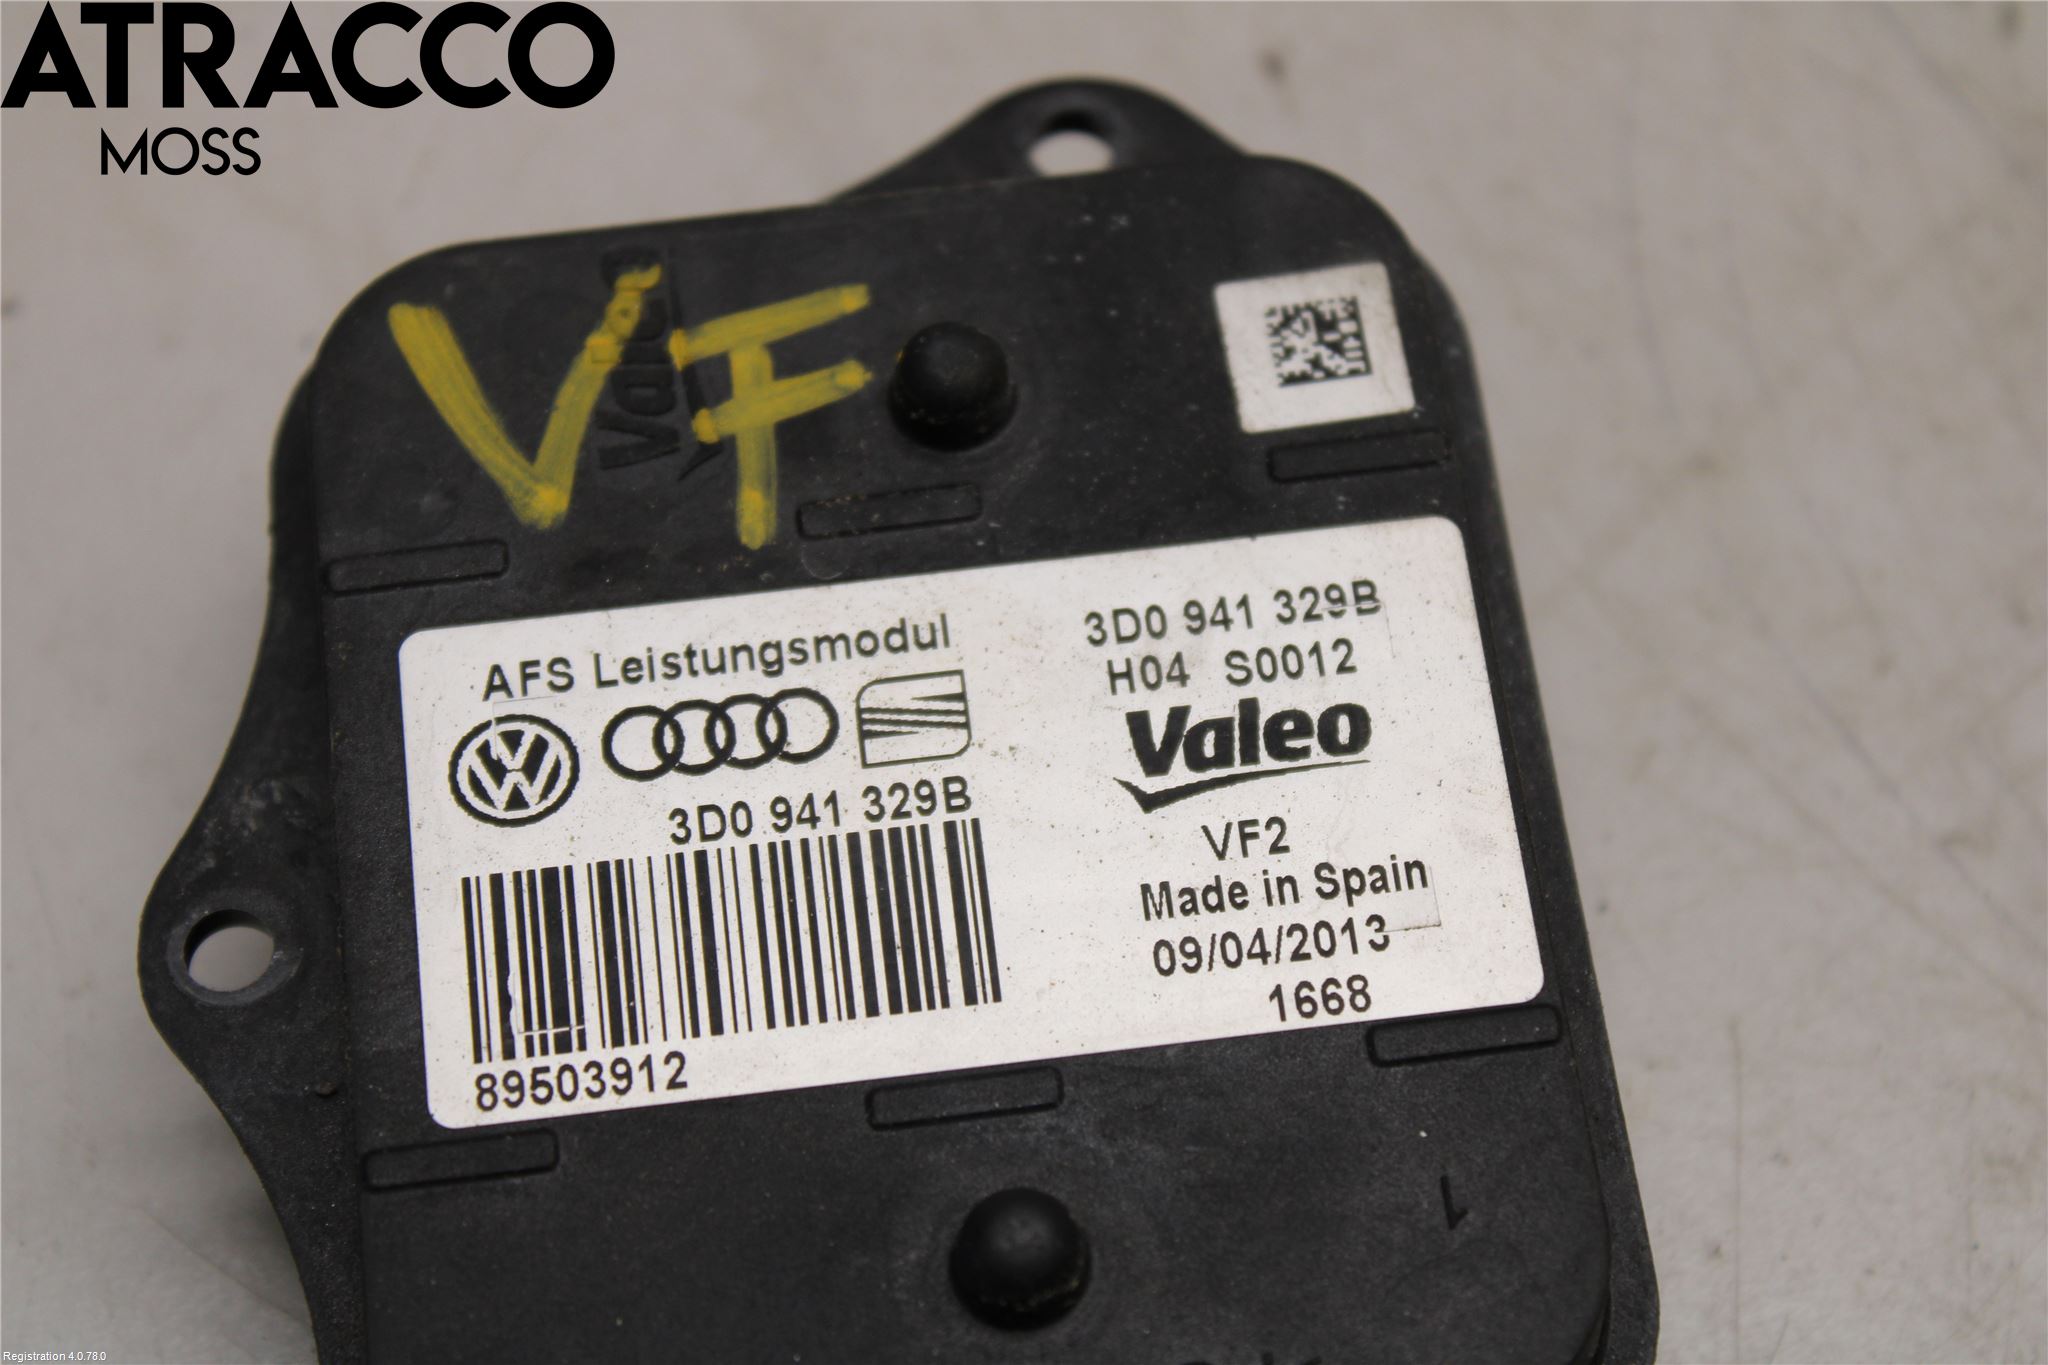 ATRACCO
MOSS
Valeo
VF
AFS Leistungsmodul
3D0 941 329B
89503912
3D0 941 329B
H04 S0012
Valeo
VF2
Made in Spain
09/04/2013
1668
1
Registration 4.0.78.0